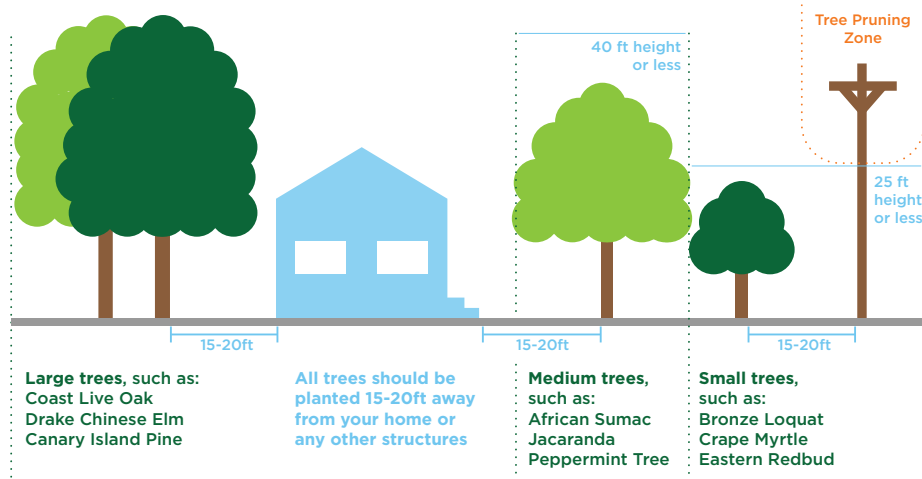 Tree Pruning
Zone
40 ft height
or less
25 ft
height
or less
15-20ft
15-20ft
15-20ft
Large trees, such as:
Coast Live Oak
Drake Chinese Elm
Canary Island Pine
All trees should be
planted 15-20ft away
from your home or
any other structures
Medium trees,
such as:
African Sumac
Jacaranda
Peppermint Tree
Small trees,
such as:
Bronze Loquat
Crape Myrtle
Eastern Redbud